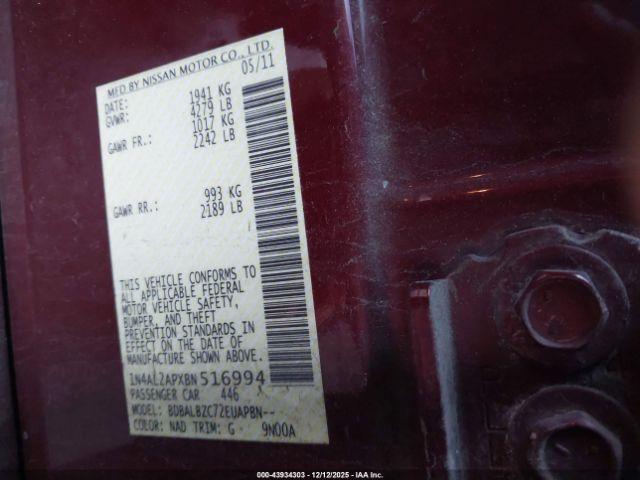 MFD BY NISSAN MOTOR CO., LTD.
DATE: 05/11
GVWR: 1941 KG
4279 LB
GAWR FR.: 1017 KG
2242 LB
GAWR RR.: 993 KG
2189 LB
THIS VEHICLE CONFORMS TO
ALL APPLICABLE FEDERAL
MOTOR VEHICLE SAFETY,
BUMPER, AND THEFT
PREVENTION STANDARDS IN
EFFECT ON THE DATE OF
MANUFACTURE SHOWN ABOVE.
1N4AL2APXBN516994
PASSENGER CAR 446
MODEL: BDBALBZC72EUAPBN--
COLOR: NAD TRIM: G 9N00A
000-43934303 - 12/12/2025 - IAA Inc.